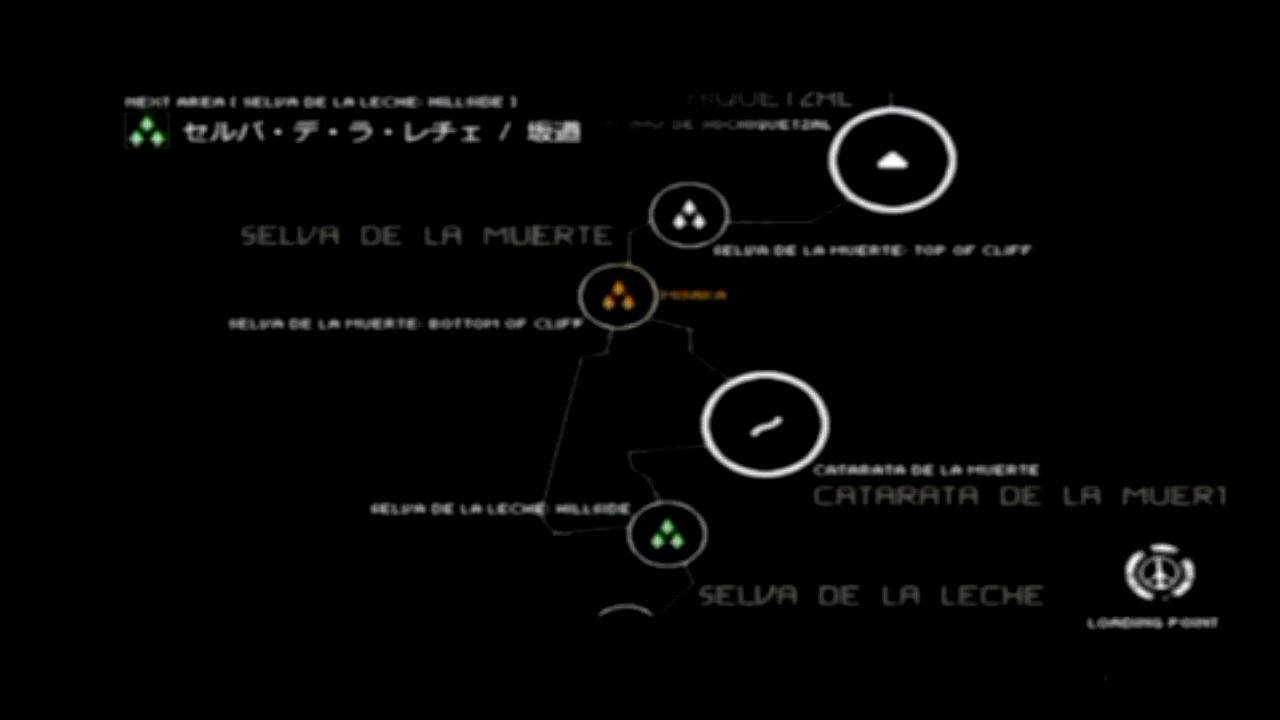 NEXT AREA [ SELVA DE LA LECHE: HILLSIDE ]
セルバ・デ・ラ・レチェ / 坂道
DE XOCHIQUETZAL
SELVA DE LA MUERTE
SELVA DE LA MUERTE: TOP OF CLIFF
SELVA DE LA MUERTE: BOTTOM OF CLIFF
CATARATA DE LA MUERTE
CATARATA DE LA MUERT
SELVA DE LA LECHE: HILLSIDE
SELVA DE LA LECHE
LOADING POINT